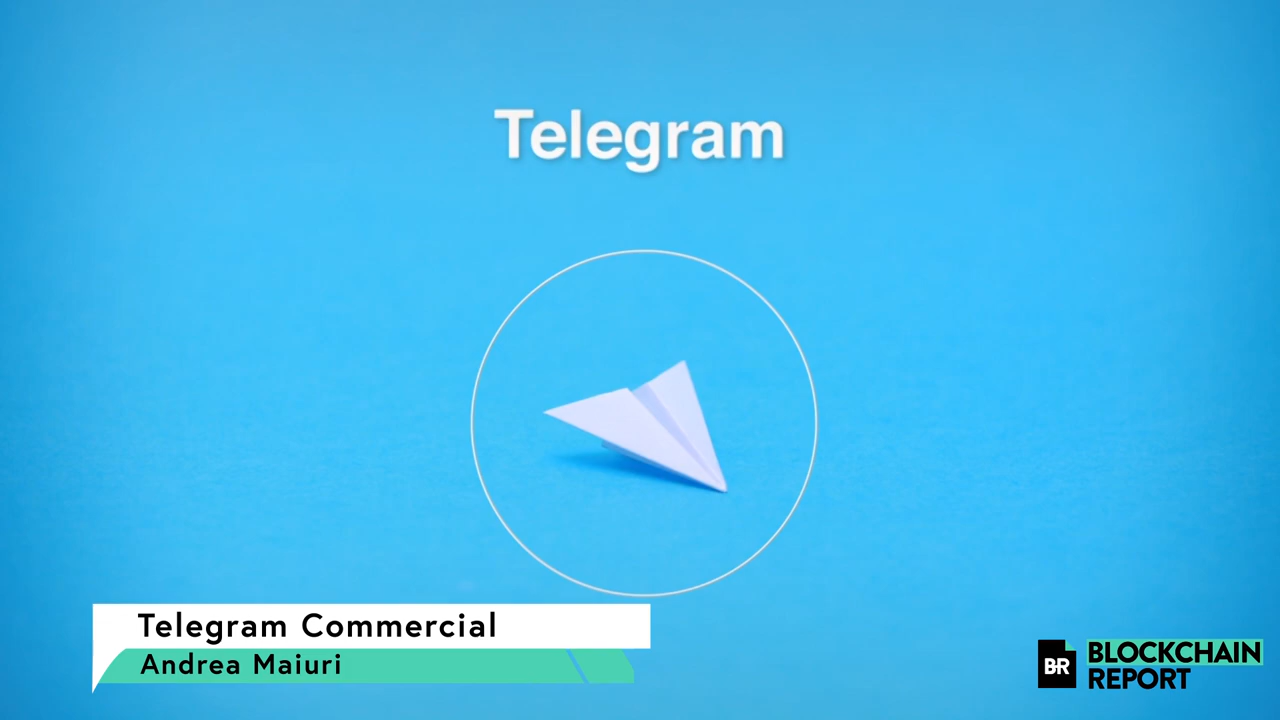 Telegram
Telegram Commercial
Andrea Maiuri
BR
BLOCKCHAIN
REPORT